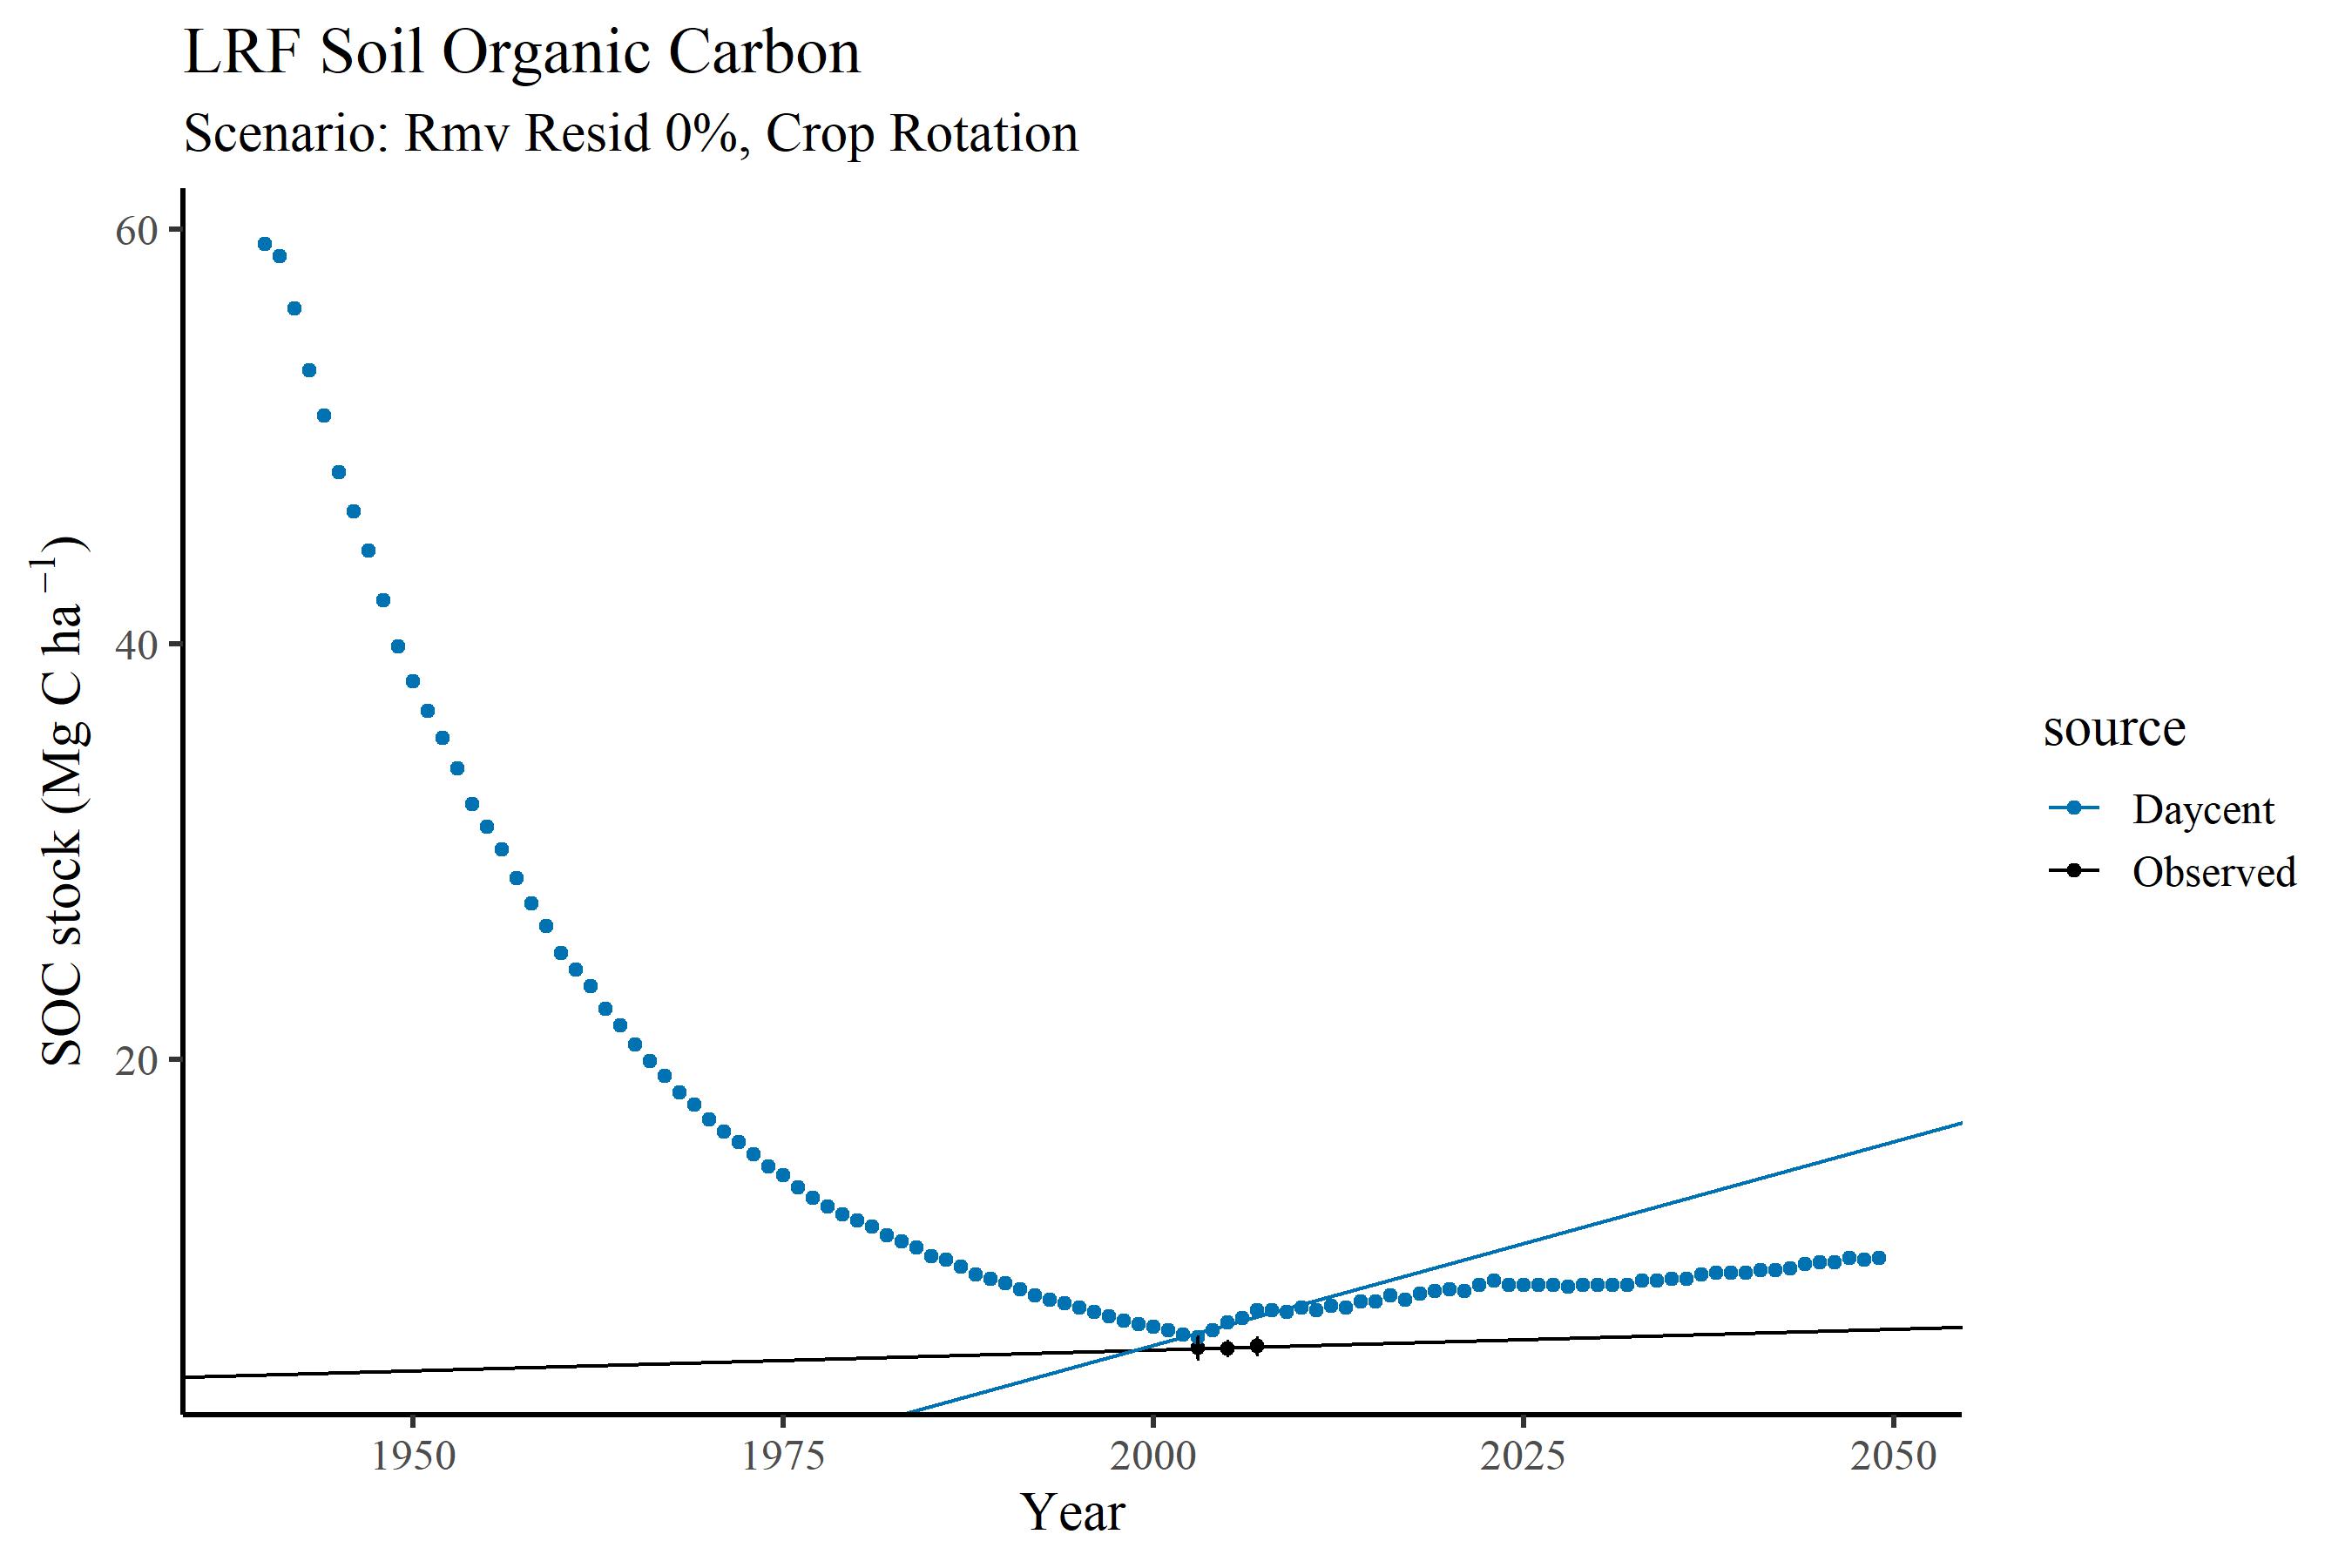 LRF Soil Organic Carbon
Scenario: Rmv Resid 0%, Crop Rotation
SOC stock (Mg C ha ⁻¹)
60
40
20
1950 1975 2000 2025 2050
Year
source
Daycent
Observed